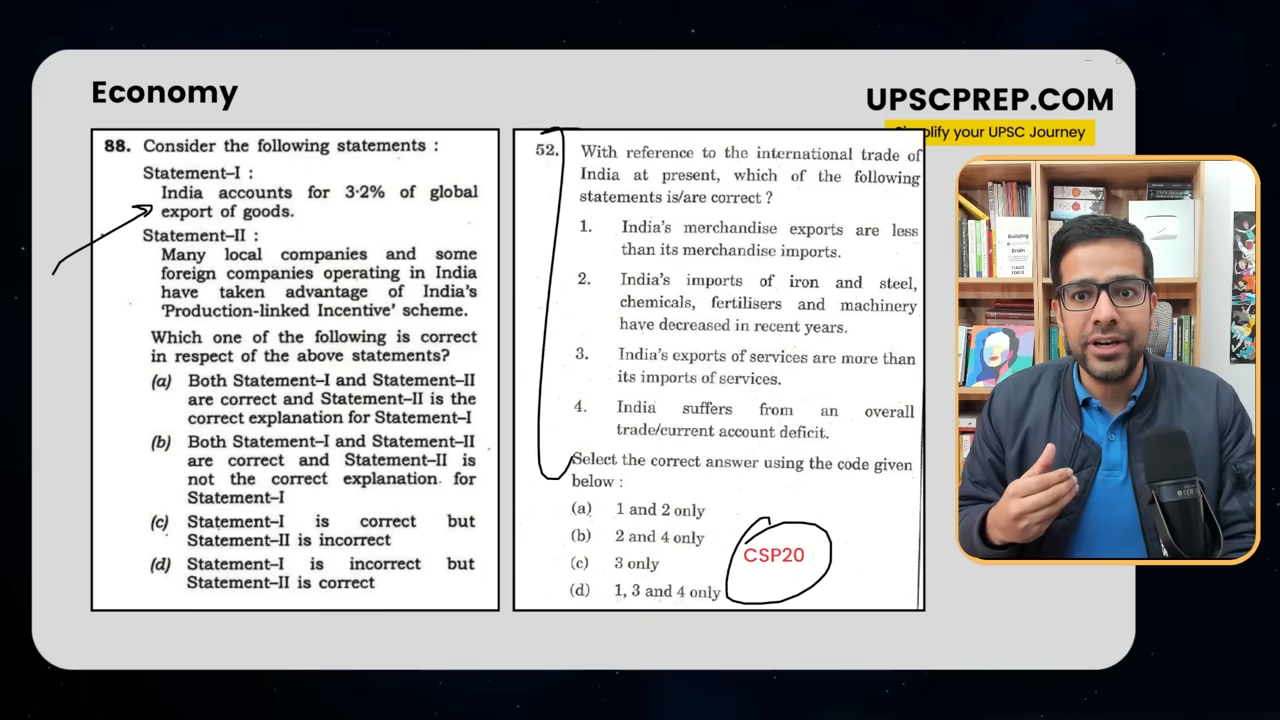 Economy
UPSCPREP.COM
Simplify your UPSC Journey
88. Consider the following statements :
Statement–I :
India accounts for 3·2% of global
export of goods.
Statement–II :
Many local companies and some
foreign companies operating in India
have taken advantage of India's
'Production-linked Incentive' scheme.
Which one of the following is correct
in respect of the above statements?
(a) Both Statement–I and Statement–II
are correct and Statement–II is the
correct explanation for Statement–I
(b) Both Statement–I and Statement–II
are correct and Statement–II is
not the correct explanation for
Statement–I
(c) Statement–I is correct but
Statement–II is incorrect
(d) Statement–I is incorrect but
Statement–II is correct
52. With reference to the international trade of
India at present, which of the following
statements is/are correct ?
1. India's merchandise exports are less
than its merchandise imports.
2. India's imports of iron and steel,
chemicals, fertilisers and machinery
have decreased in recent years.
3. India's exports of services are more than
its imports of services.
4. India suffers from an overall
trade/current account deficit.
Select the correct answer using the code given
below :
(a) 1 and 2 only
(b) 2 and 4 only
(c) 3 only
(d) 1, 3 and 4 only
CSP20
Building
Brain